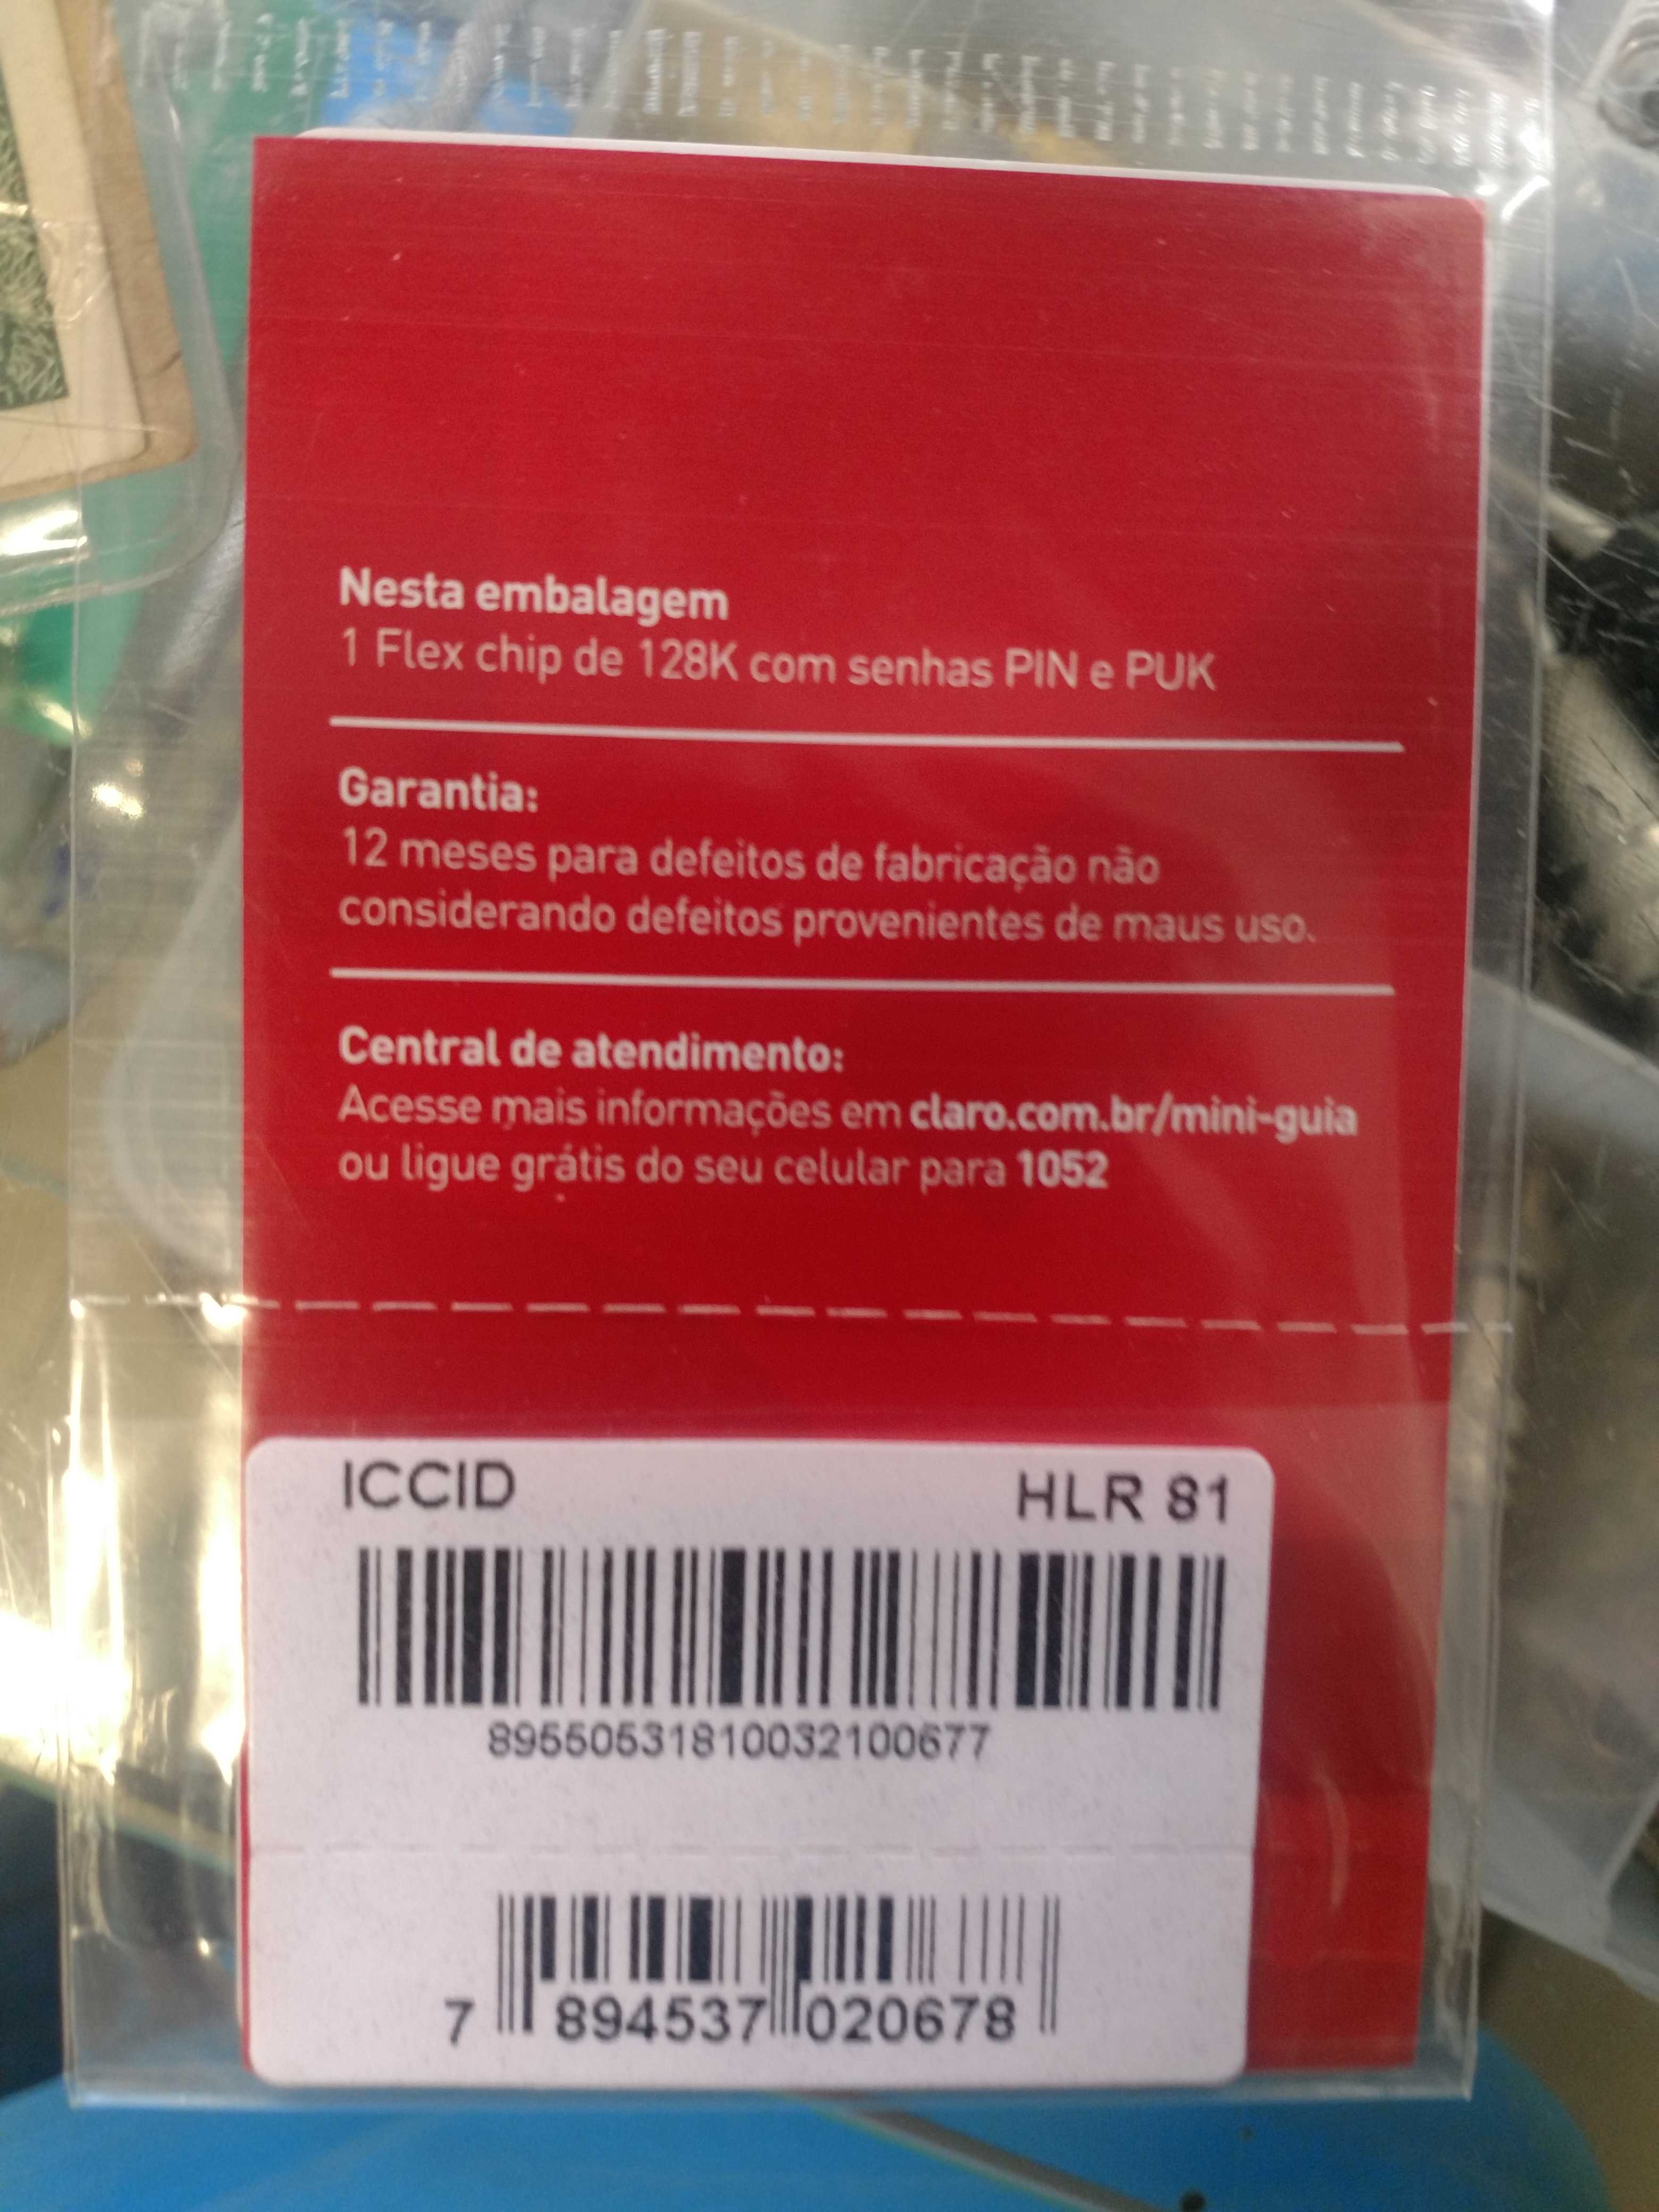 Nesta embalagem
1 Flex chip de 128K com senhas PIN e PUK
Garantia:
12 meses para defeitos de fabricação não
considerando defeitos provenientes de maus uso.
Central de atendimento:
Acesse mais informações em claro.com.br/mini-guia
ou ligue grátis do seu celular para 1052
ICCID HLR 81
89550531810032100677
7 894537 020678